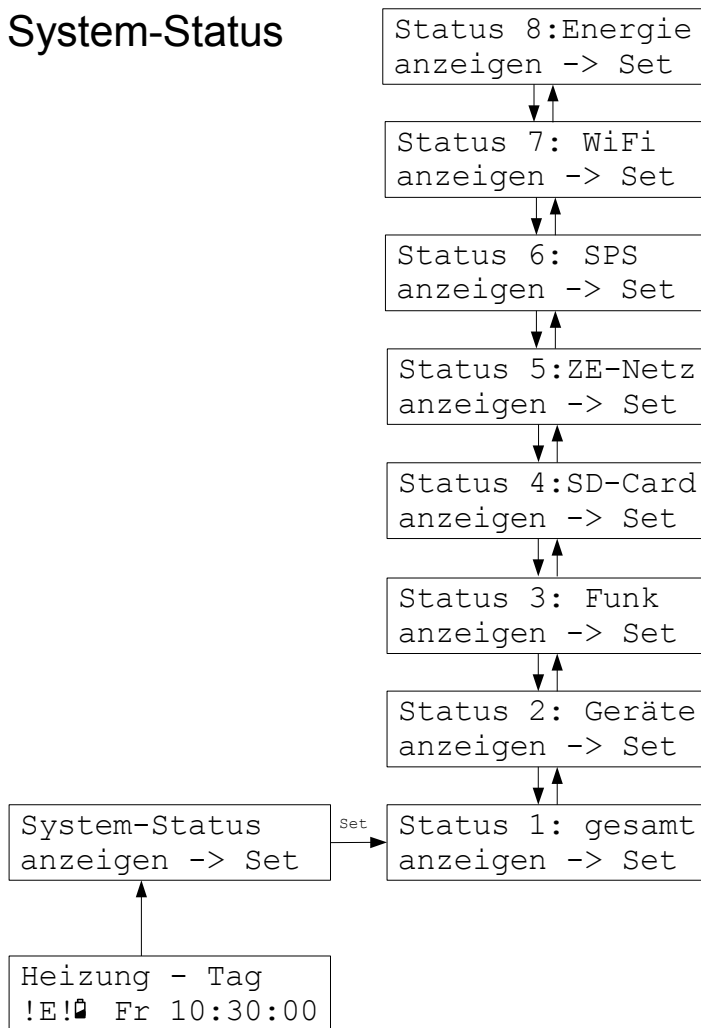 System-Status
Status 8:Energie
anzeigen -> Set
Status 7: WiFi
anzeigen -> Set
Status 6: SPS
anzeigen -> Set
Status 5:ZE-Netz
anzeigen -> Set
Status 4:SD-Card
anzeigen -> Set
Status 3: Funk
anzeigen -> Set
Status 2: Geräte
anzeigen -> Set
System-Status
anzeigen -> Set
Set
Status 1: gesamt
anzeigen -> Set
Heizung - Tag
!E! Fr 10:30:00